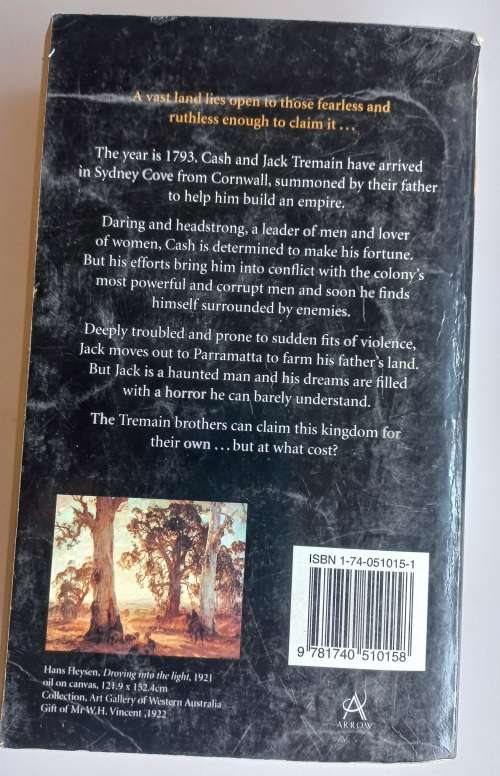 A vast land lies open to those fearless and
ruthless enough to claim it ...
The year is 1793. Cash and Jack Tremain have arrived
in Sydney Cove from Cornwall, summoned by their father
to help him build an empire.
Daring and headstrong, a leader of men and lover
of women, Cash is determined to make his fortune.
But his efforts bring him into conflict with the colony's
most powerful and corrupt men and soon he finds
himself surrounded by enemies.
Deeply troubled and prone to sudden fits of violence,
Jack moves out to Parramatta to farm his father's land.
But Jack is a haunted man and his dreams are filled
with a horror he can barely understand.
The Tremain brothers can claim this kingdom for
their own ... but at what cost?
Hans Heysen, Droving into the light, 1921
oil on canvas, 121.9 x 152.4cm
Collection, Art Gallery of Western Australia
Gift of Mr W.H. Vincent ,1922
ISBN 1-74-051015-1
9 781740 510158
ARROW